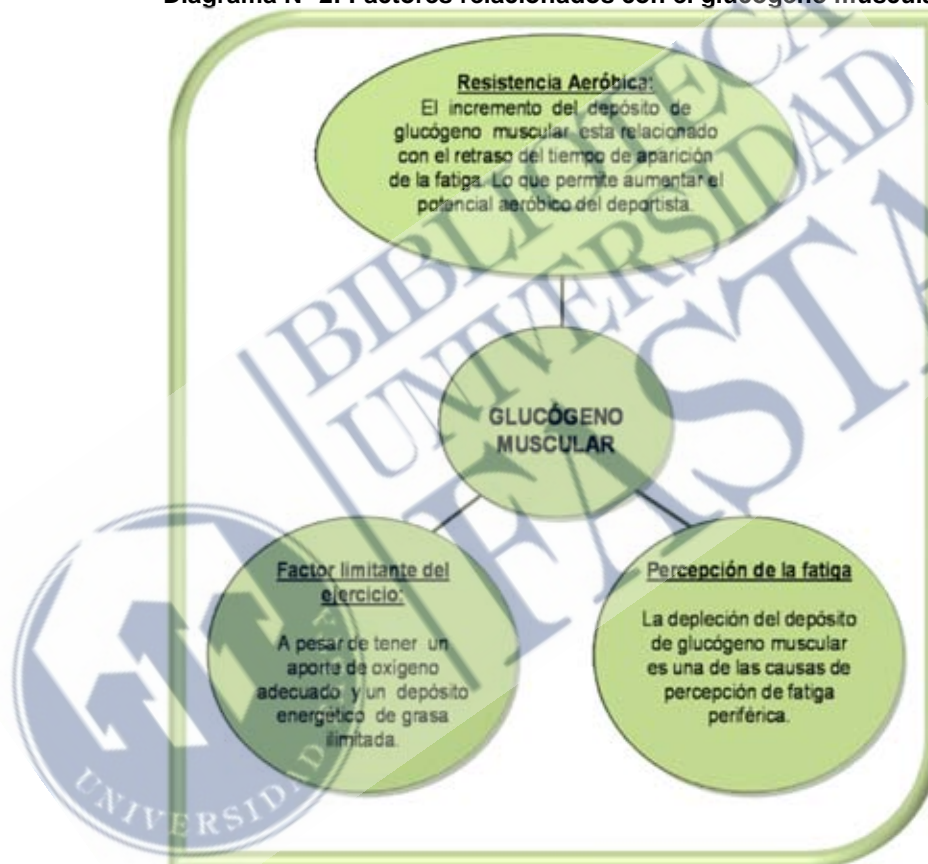 Diagrama N° 2: Factores relacionados con el glucógeno muscula
Resistencia Aeróbica:
El incremento del depósito de
glucógeno muscular esta relacionado
con el retraso del tiempo de aparición
de la fatiga. Lo que permite aumentar el
potencial aeróbico del deportista.
GLUCÓGENO
MUSCULAR
Factor limitante del
ejercicio:
A pesar de tener un
aporte de oxígeno
adecuado y un depósito
energético de grasa
ilimitada.
Percepción de la fatiga
La depleción del depósito
de glucógeno muscular
es una de las causas de
percepción de fatiga
periférica.
BIBLIOTECA
UNIVERSIDAD
FASTA
UNIVERSIDAD